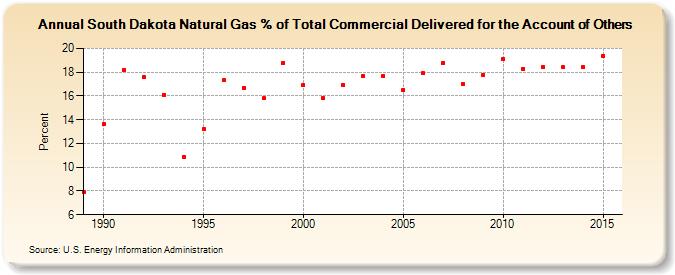 Annual South Dakota Natural Gas % of Total Commercial Delivered for the Account of Others
Percent
20
18
16
14
12
10
8
6
1990 1995 2000 2005 2010 2015
Source: U.S. Energy Information Administration